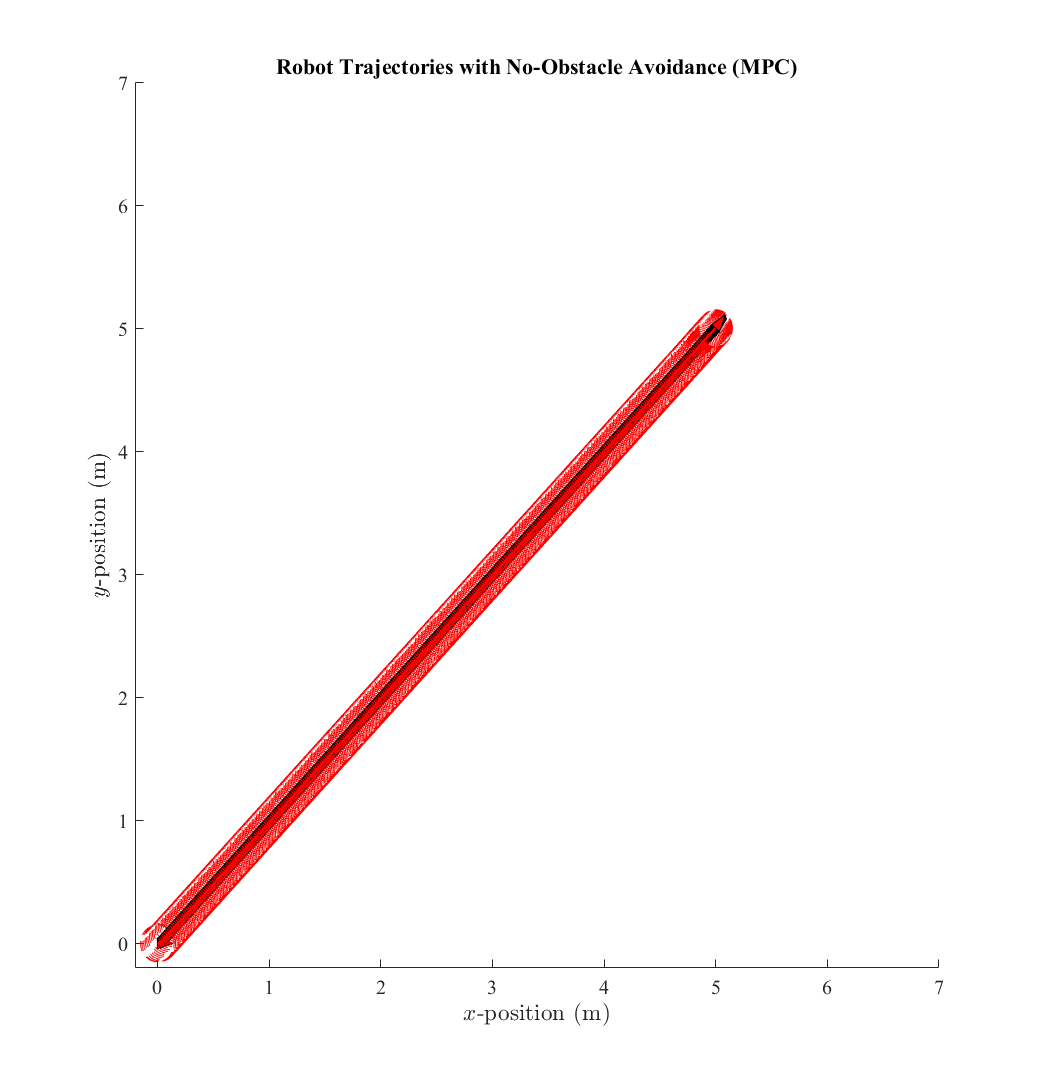 Robot Trajectories with No-Obstacle Avoidance (MPC)
7
6
5
4
3
2
1
0
y-position (m)
0 1 2 3 4 5 6 7
x-position (m)